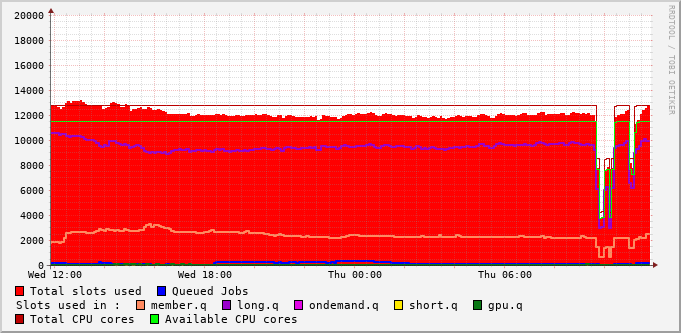 20000
18000
16000
14000
12000
10000
8000
6000
4000
2000
0
Wed 12:00 Wed 18:00 Thu 00:00 Thu 06:00
Total slots used Queued Jobs
Slots used in : member.q long.q ondemand.q short.q gpu.q
Total CPU cores Available CPU cores
RRDTOOL / TOBI OETIKER